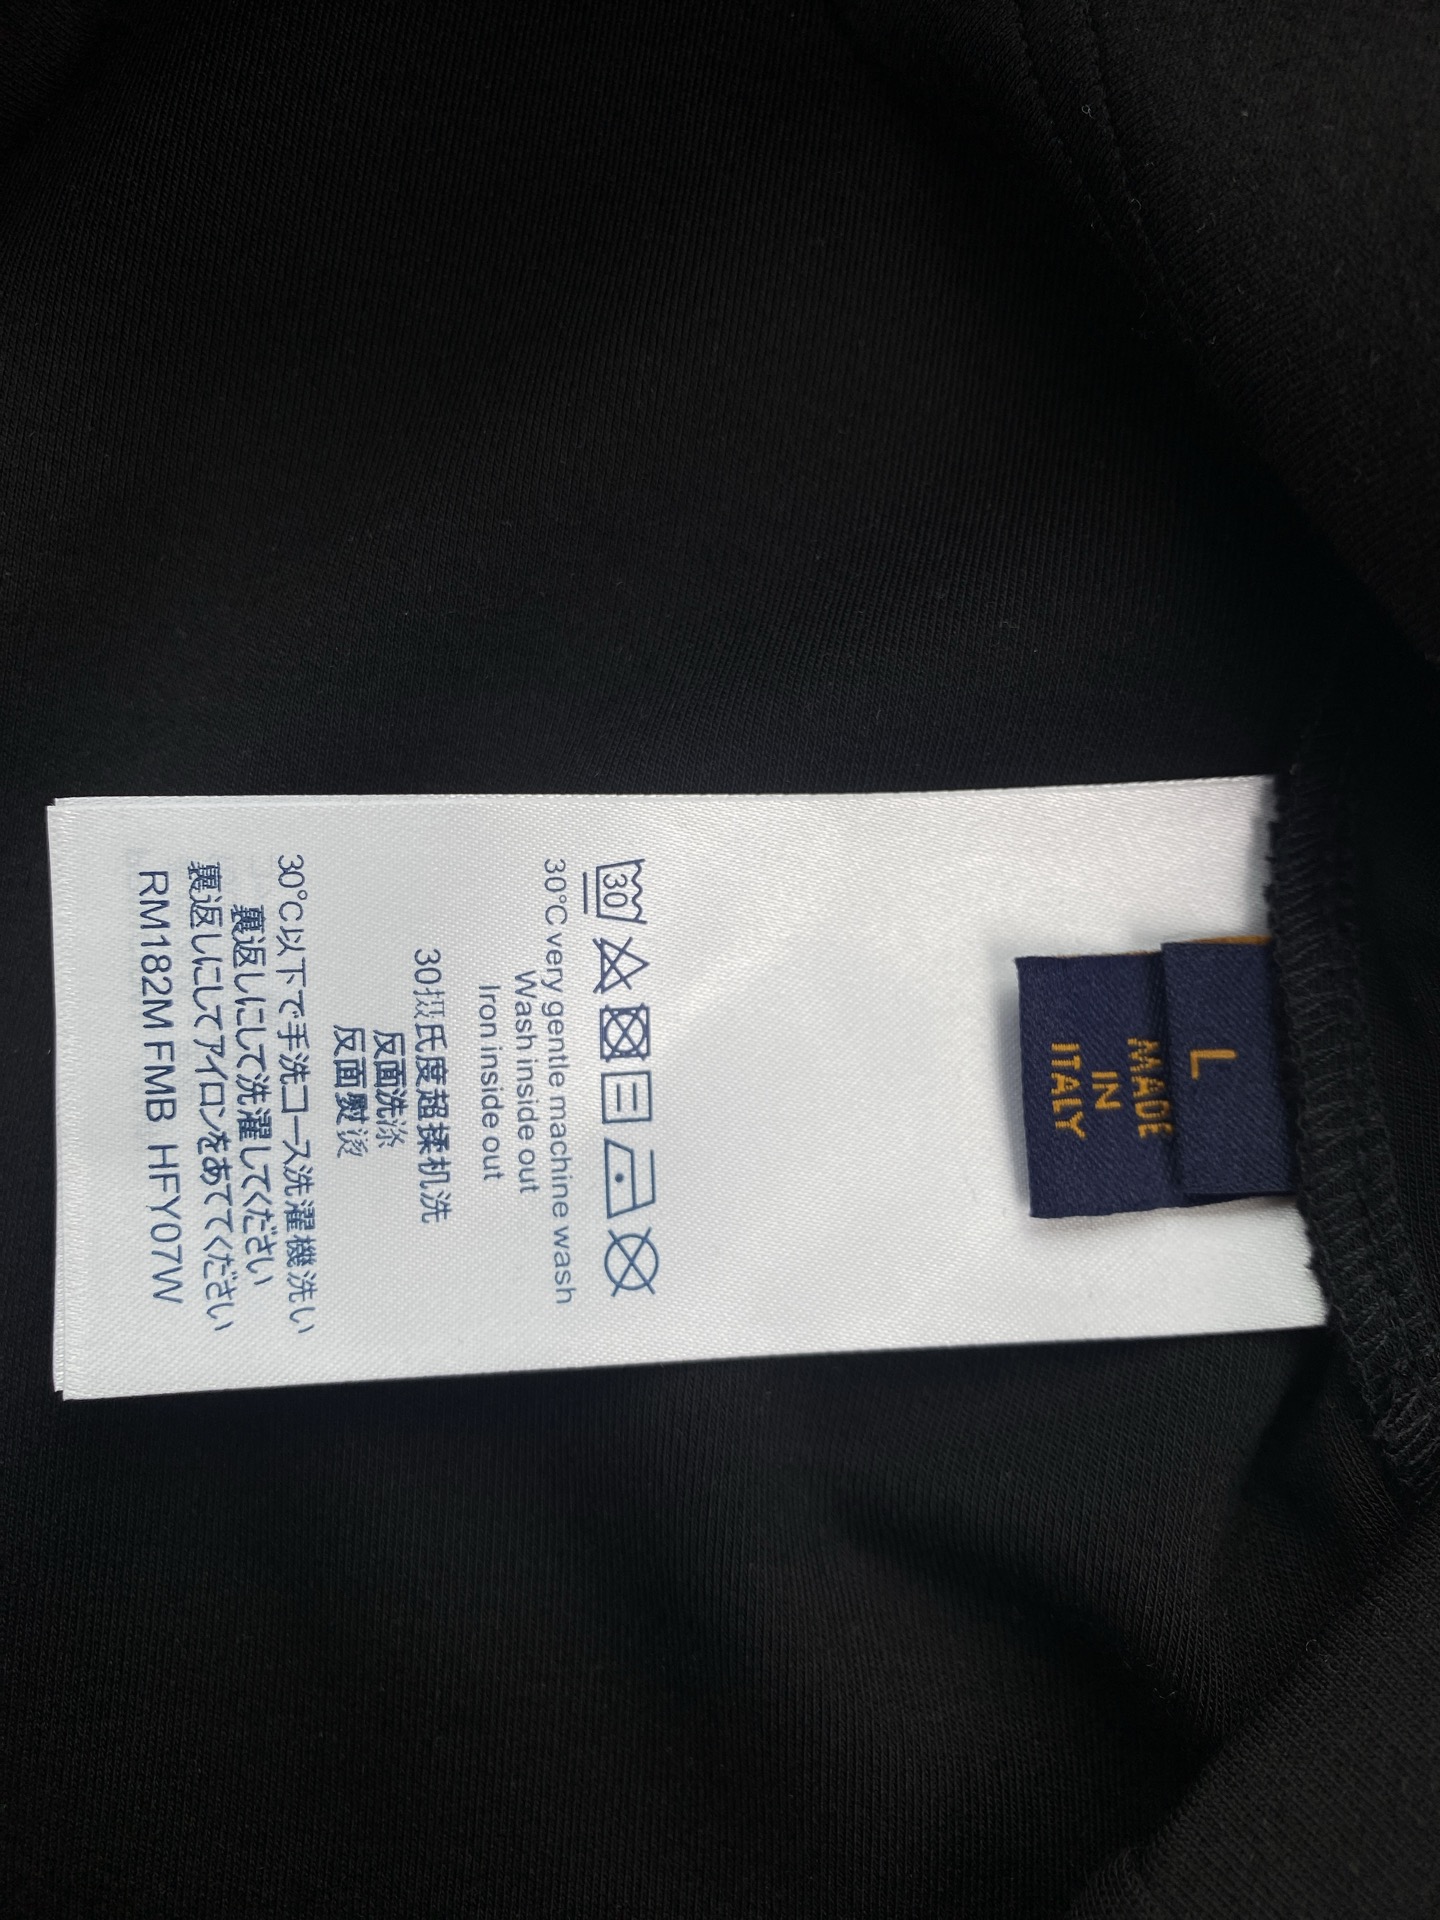 L
MADE
IN
ITALY
30
30°C very gentle machine wash
Wash inside out
Iron inside out
30摄氏度超揉机洗
反面洗涤
反面熨烫
30°C以下で手洗コース洗濯機洗い
裏返しにして洗濯してください
裏返しにしてアイロンをあててください
RM182M FMB HFY07W